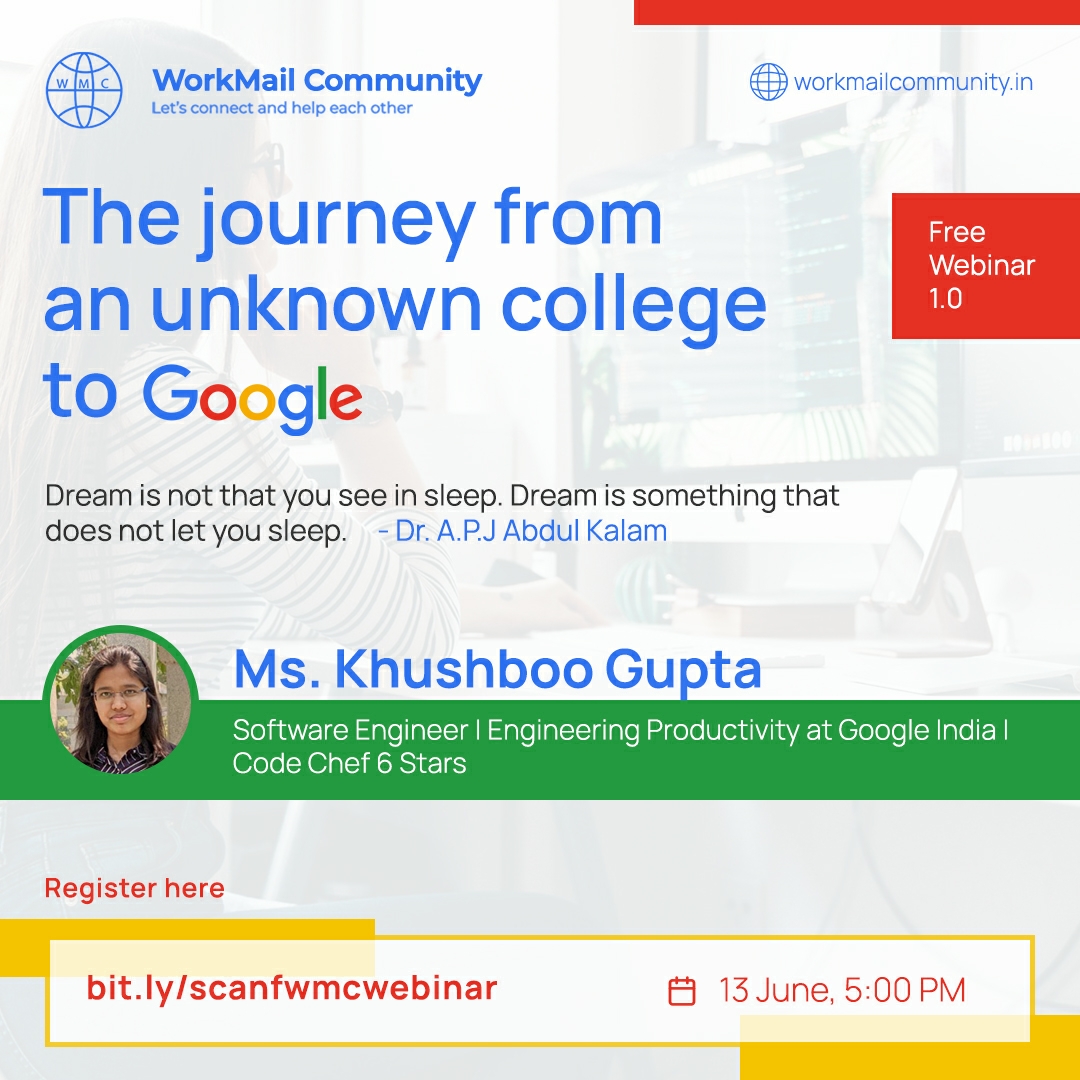 W M C
WorkMail Community
Let's connect and help each other
workmailcommunity.in
The journey from
an unknown college
to Google
Free
Webinar
1.0
Dream is not that you see in sleep. Dream is something that
does not let you sleep. - Dr. A.P.J Abdul Kalam
Ms. Khushboo Gupta
Software Engineer | Engineering Productivity at Google India |
Code Chef 6 Stars
Register here
bit.ly/scanfwmcwebinar
13 June, 5:00 PM